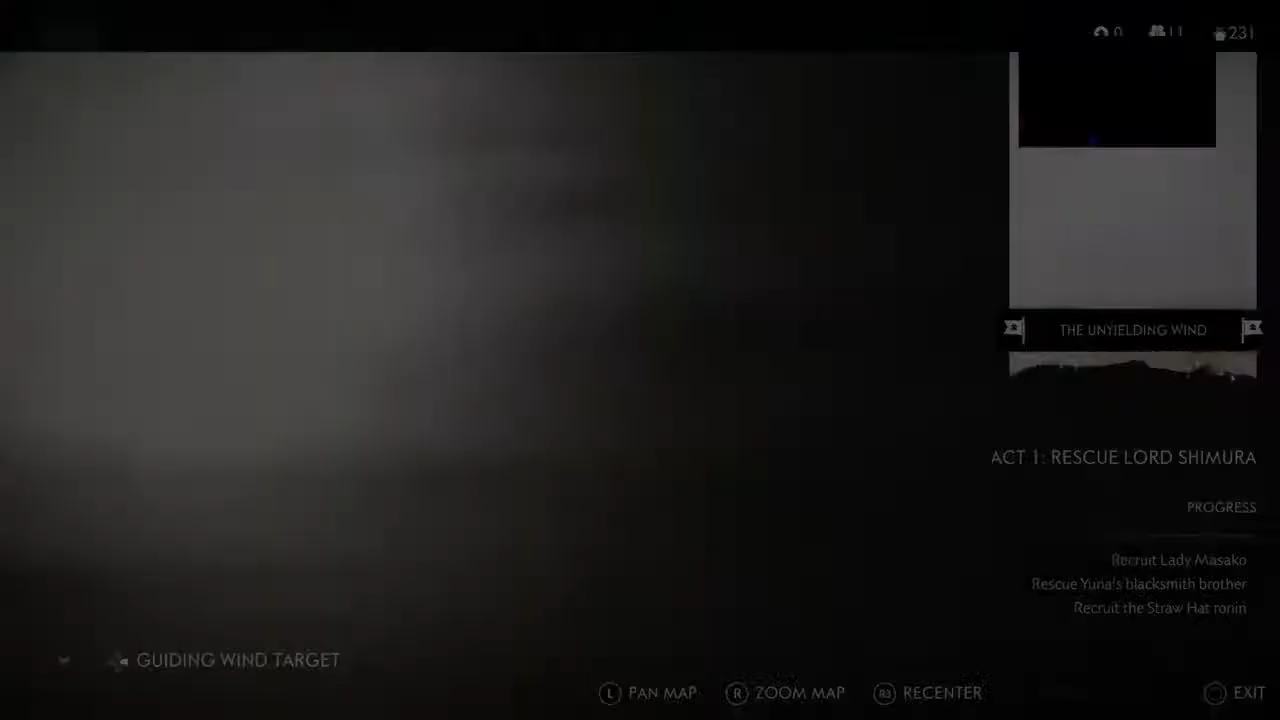 0 11 231
THE UNYIELDING WIND
ACT 1: RESCUE LORD SHIMURA
PROGRESS
Recruit Lady Masako
Rescue Yuna's blacksmith brother
Recruit the Straw Hat ronin
GUIDING WIND TARGET
L PAN MAP R ZOOM MAP R3 RECENTER EXIT